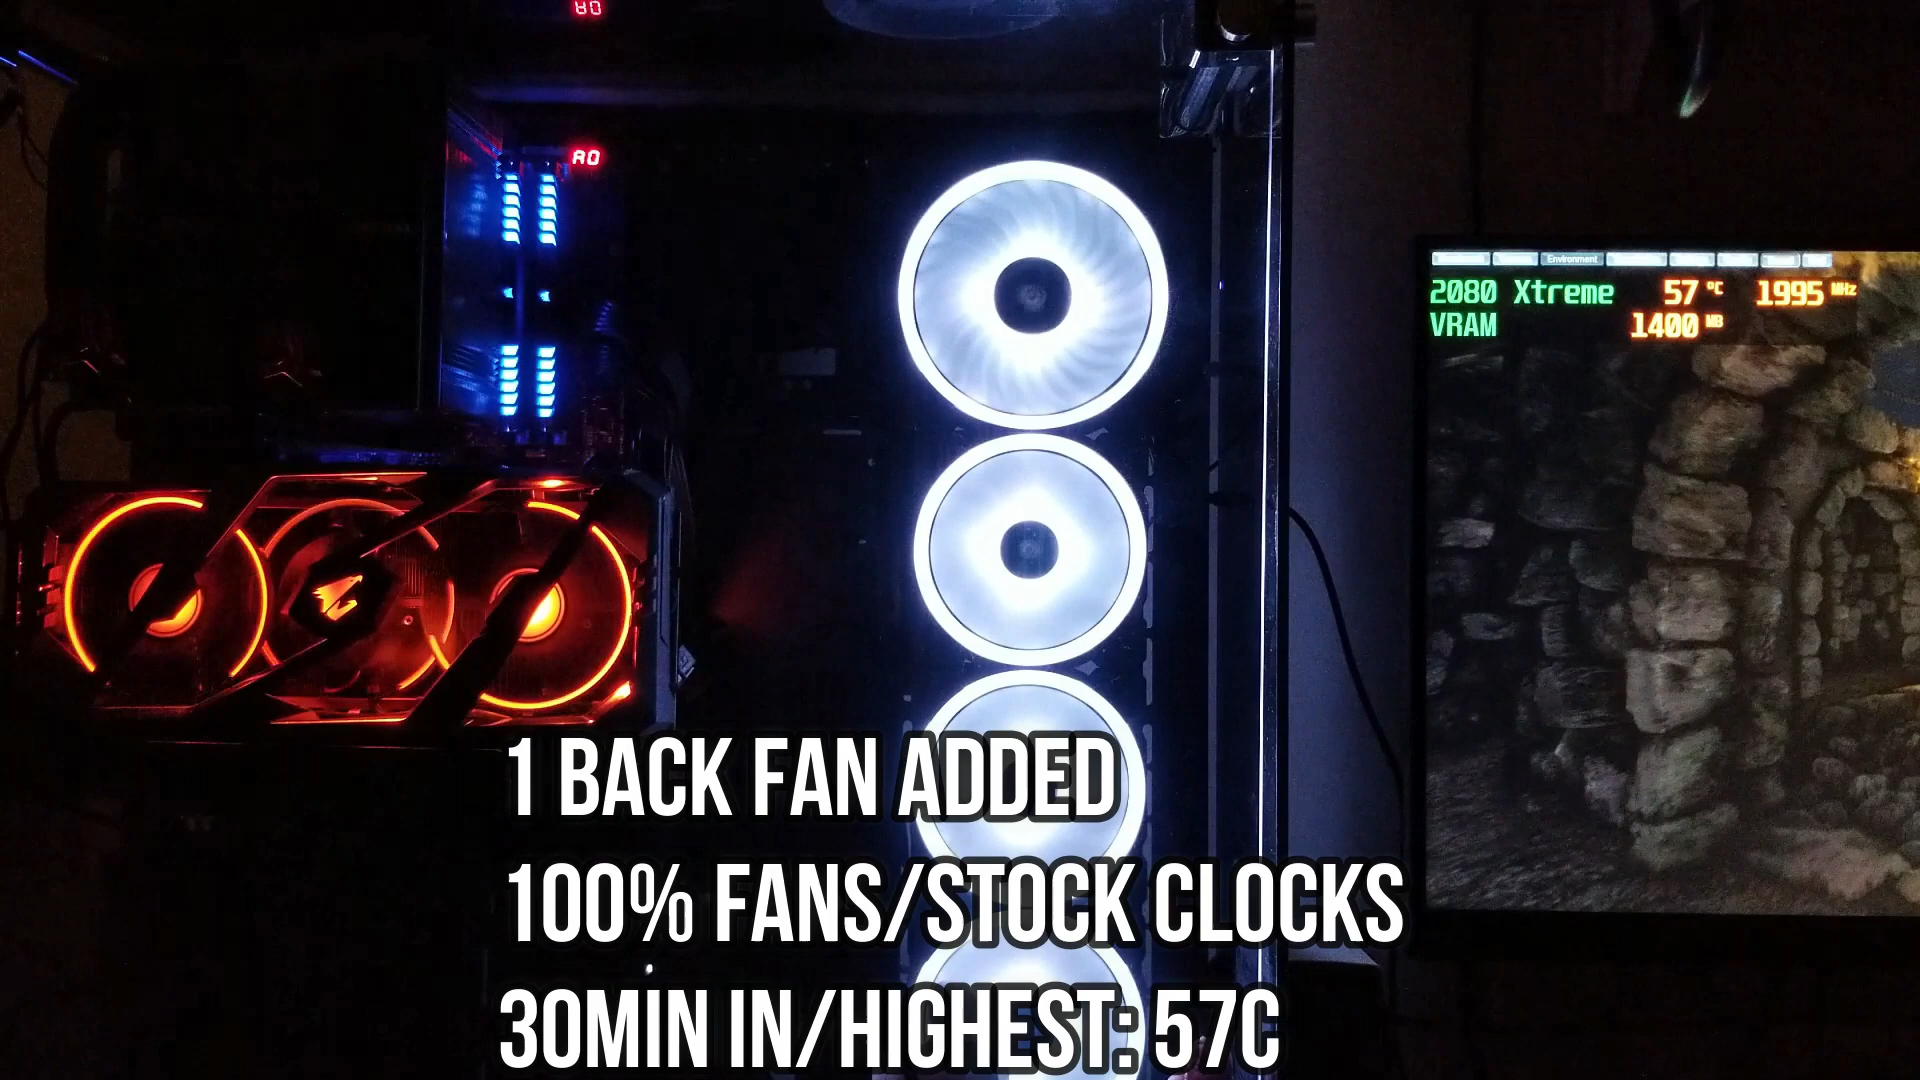 A0
Environment
2080 Xtreme 57 °C 1995 MHz
VRAM 1400 MB
1 BACK FAN ADDED
100% FANS/STOCK CLOCKS
30MIN IN/HIGHEST: 57C